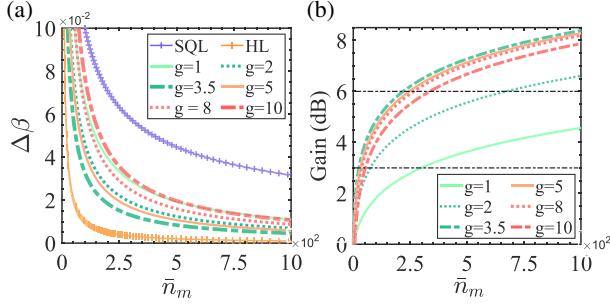 (a)
×10⁻²
10
8
6
4
2
0
Δβ
SQL
HL
g=1
g=2
g=3.5
g=5
g = 8
g=10
0
2.5
5
7.5
10
×10²
n̄ₘ
(b)
8
6
4
2
0
Gain (dB)
g=1
g=5
g=2
g=8
g=3.5
g=10
0
2.5
5
7.5
10
×10²
n̄ₘ